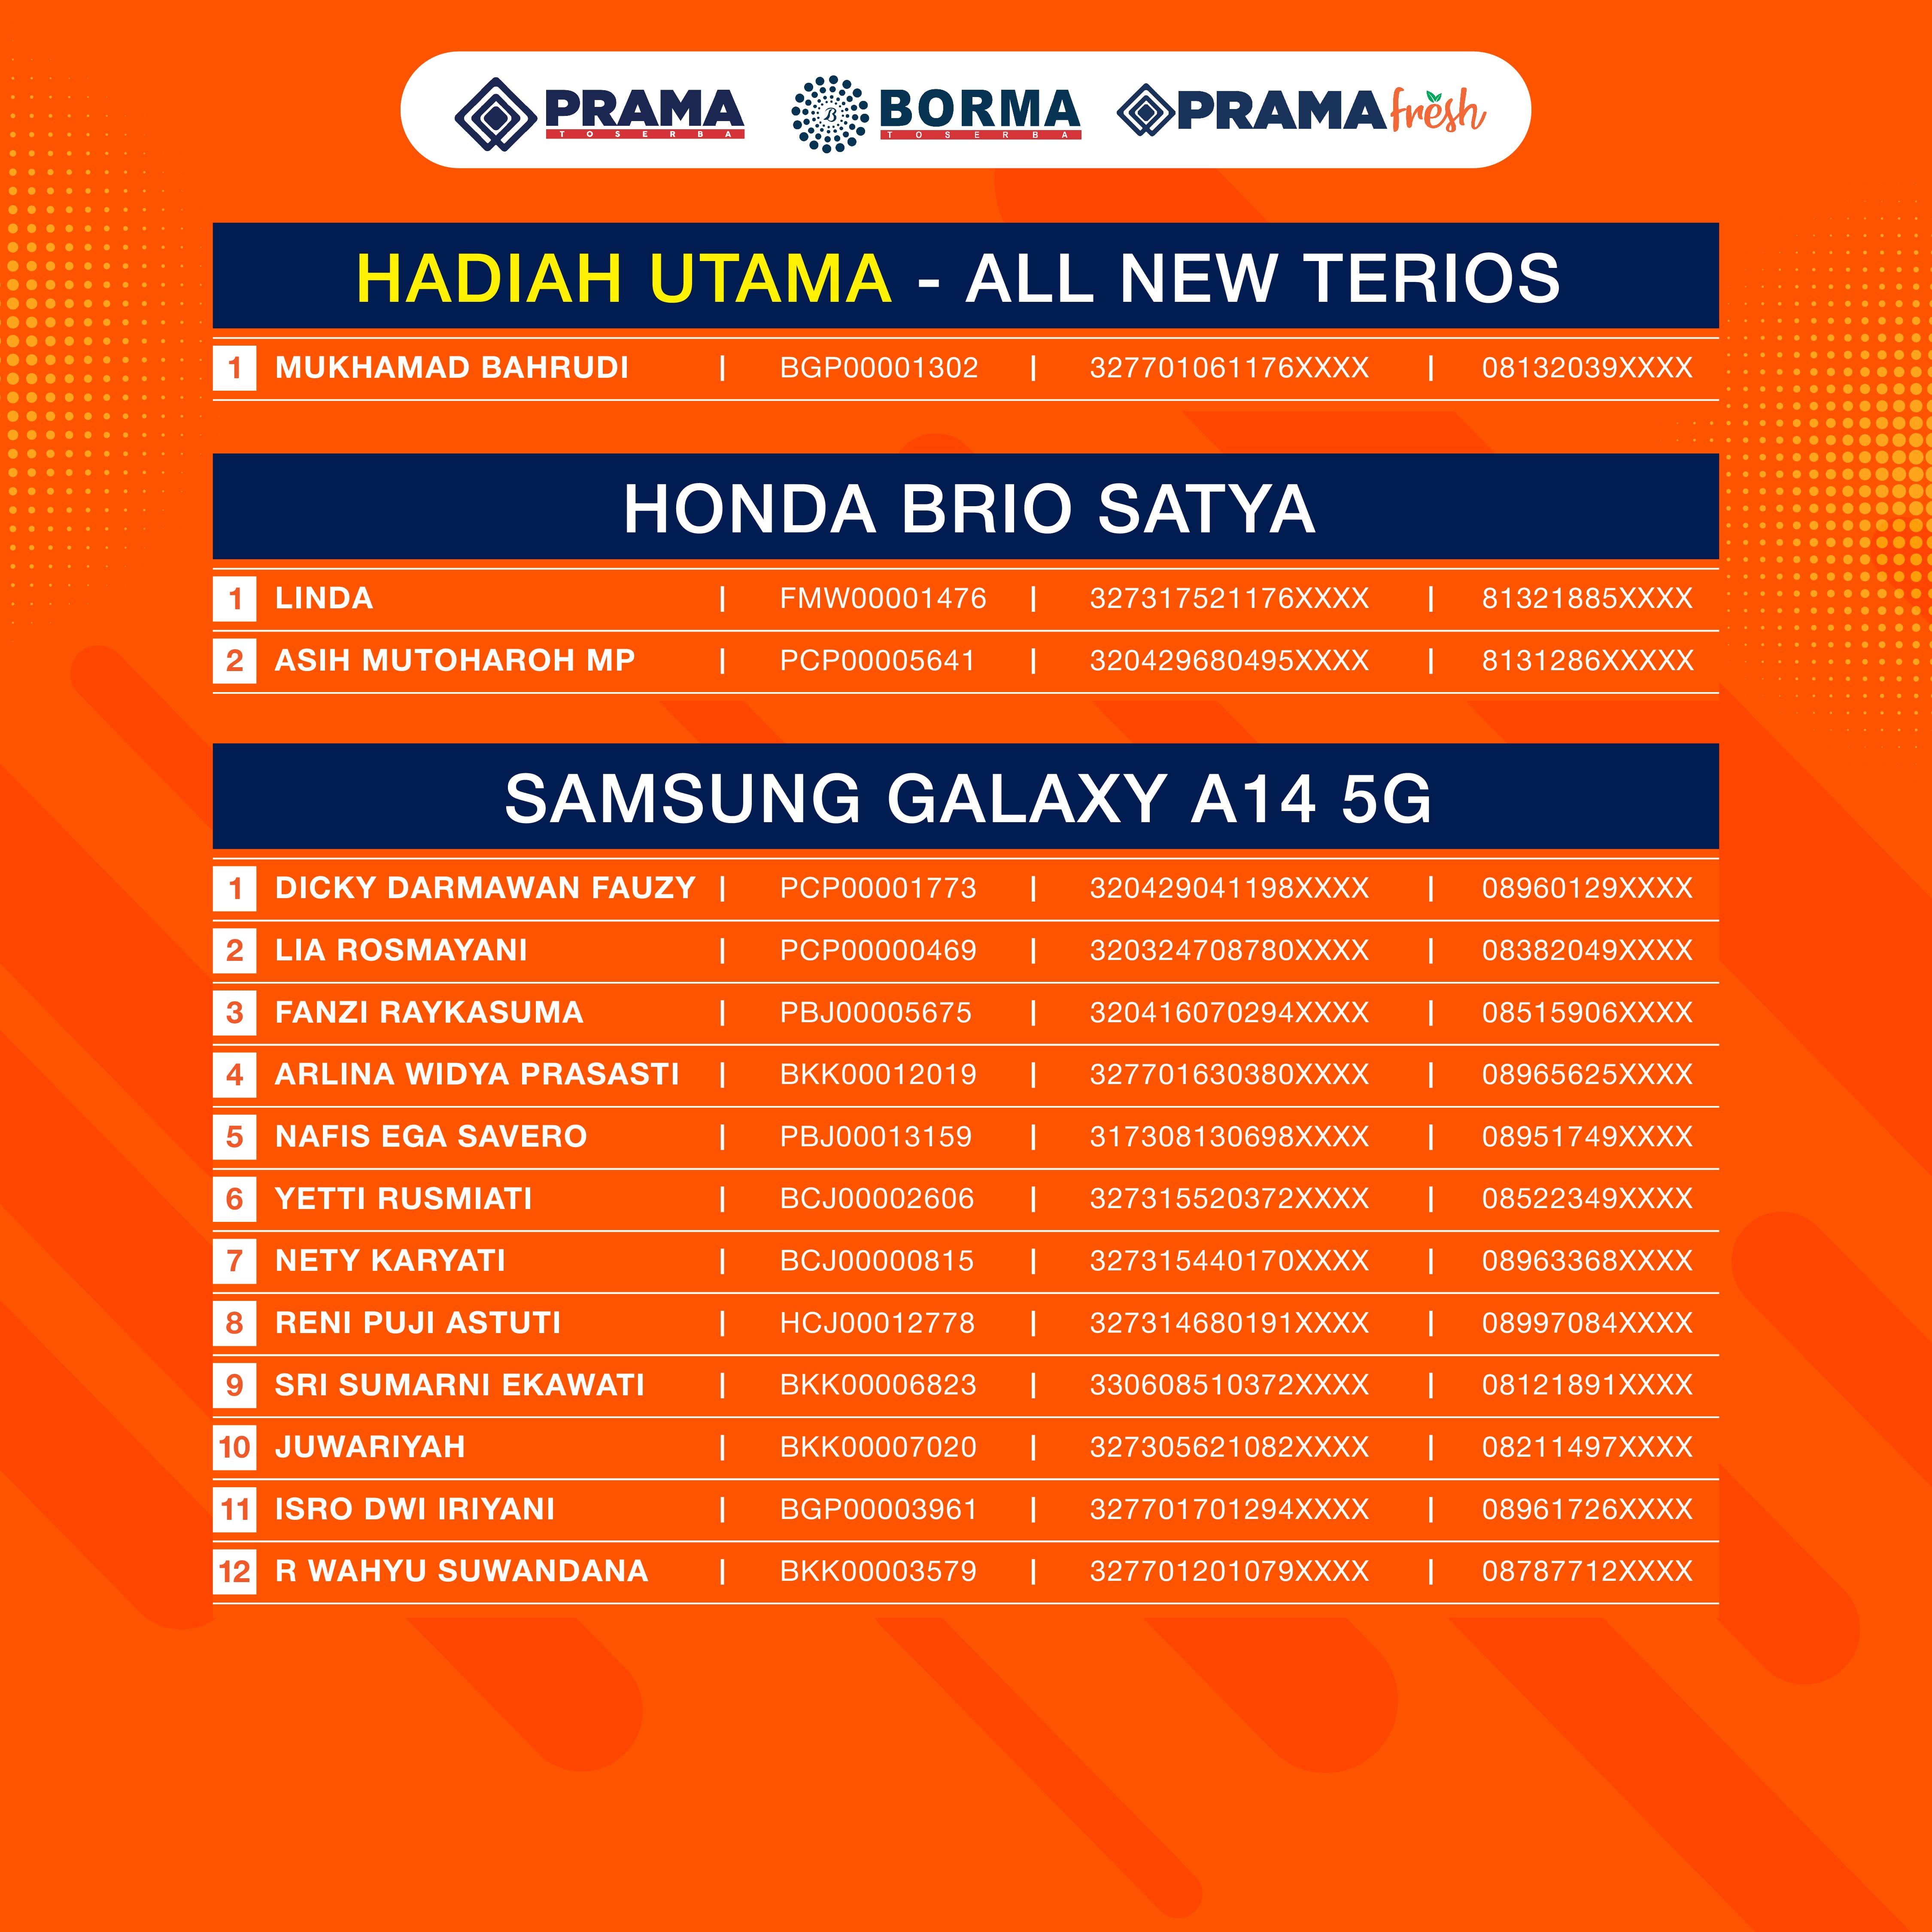 PRAMA
TOSERBA
B
BORMA
TOSERBA
PRAMA fresh
HADIAH UTAMA - ALL NEW TERIOS
1 MUKHAMAD BAHRUDI | BGP00001302 | 327701061176XXXX | 08132039XXXX
HONDA BRIO SATYA
1 LINDA | FMW00001476 | 327317521176XXXX | 81321885XXXX
2 ASIH MUTOHAROH MP | PCP00005641 | 320429680495XXXX | 8131286XXXXX
SAMSUNG GALAXY A14 5G
1 DICKY DARMAWAN FAUZY | PCP00001773 | 320429041198XXXX | 08960129XXXX
2 LIA ROSMAYANI | PCP00000469 | 320324708780XXXX | 08382049XXXX
3 FANZI RAYKASUMA | PBJ00005675 | 320416070294XXXX | 08515906XXXX
4 ARLINA WIDYA PRASASTI | BKK00012019 | 327701630380XXXX | 08965625XXXX
5 NAFIS EGA SAVERO | PBJ00013159 | 317308130698XXXX | 08951749XXXX
6 YETTI RUSMIATI | BCJ00002606 | 327315520372XXXX | 08522349XXXX
7 NETY KARYATI | BCJ00000815 | 327315440170XXXX | 08963368XXXX
8 RENI PUJI ASTUTI | HCJ00012778 | 327314680191XXXX | 08997084XXXX
9 SRI SUMARNI EKAWATI | BKK00006823 | 330608510372XXXX | 08121891XXXX
10 JUWARIYAH | BKK00007020 | 327305621082XXXX | 08211497XXXX
11 ISRO DWI IRIYANI | BGP00003961 | 327701701294XXXX | 08961726XXXX
12 R WAHYU SUWANDANA | BKK00003579 | 327701201079XXXX | 08787712XXXX